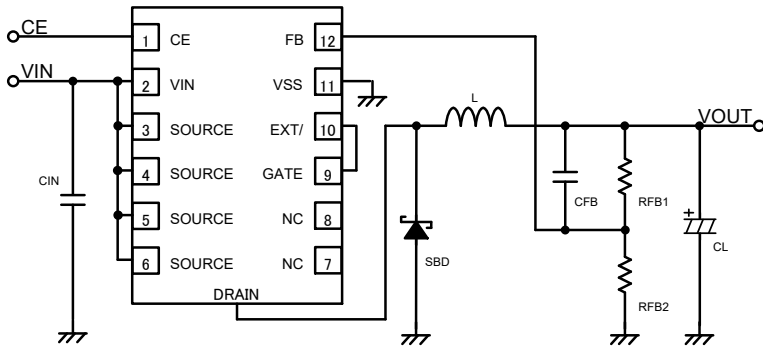 CE
VIN
1 CE FB 12
2 VIN VSS 11
3 SOURCE EXT/ 10
4 SOURCE GATE 9
5 SOURCE NC 8
6 SOURCE NC 7
DRAIN
CIN
SBD
L
CFB
RFB1
RFB2
+
CL
VOUT